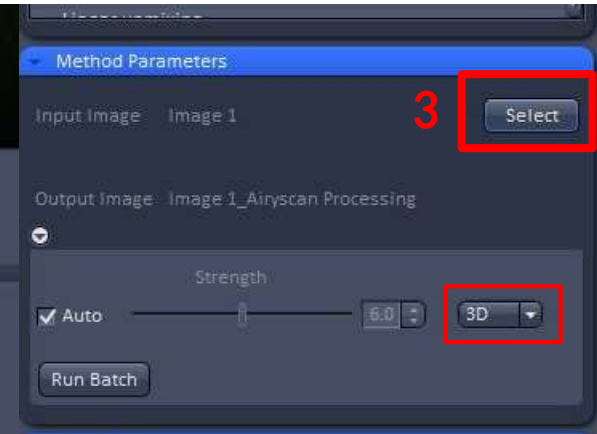 Method Parameters
Input Image Image 1
3
Select
Output Image Image 1_Airyscan Processing
Strength
Auto
6.0
3D
Run Batch